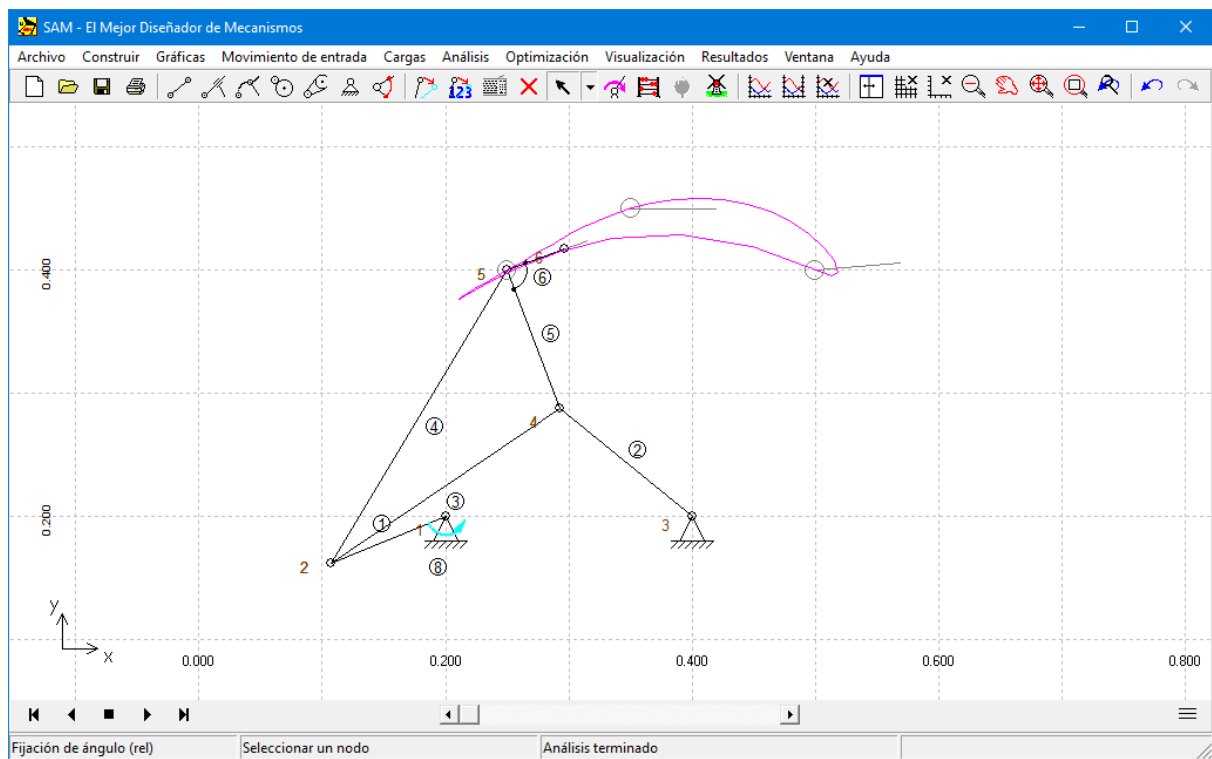 SAM - El Mejor Diseñador de Mecanismos
Archivo Construir Gráficas Movimiento de entrada Cargas Análisis Optimización Visualización Resultados Ventana Ayuda
123
0.400
5
6
6
5
4
4
2
0.200
3
1
1
3
2
8
y
x
0.000 0.200 0.400 0.600 0.800
Fijación de ángulo (rel) Seleccionar un nodo Análisis terminado